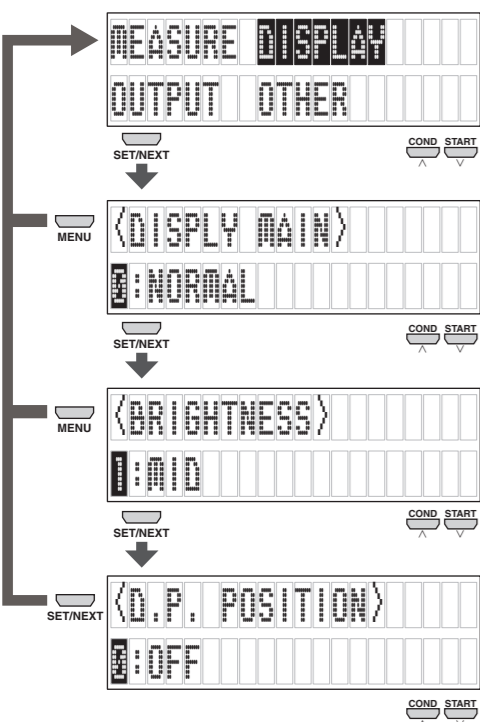 MEASURE DISPLAY
OUTPUT OTHER
SET/NEXT COND START
MENU
<DISPLY MAIN>
0:NORMAL
SET/NEXT COND START
MENU
<BRIGHTNESS>
1:MID
SET/NEXT COND START
SET/NEXT
<D.P. POSITION>
0:OFF
COND START